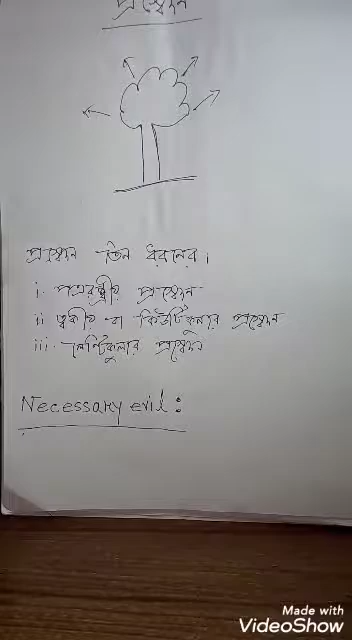 প্রস্বেদন
প্রস্বেদন তিন ধরনের।
i. পত্ররন্ধ্রীয় প্রস্বেদন
ii ত্বকীয় বা কিউটিকুলার প্রস্বেদন
iii. লেন্টিকুলার প্রস্বেদন
Necessary evil:
Made with
VideoShow